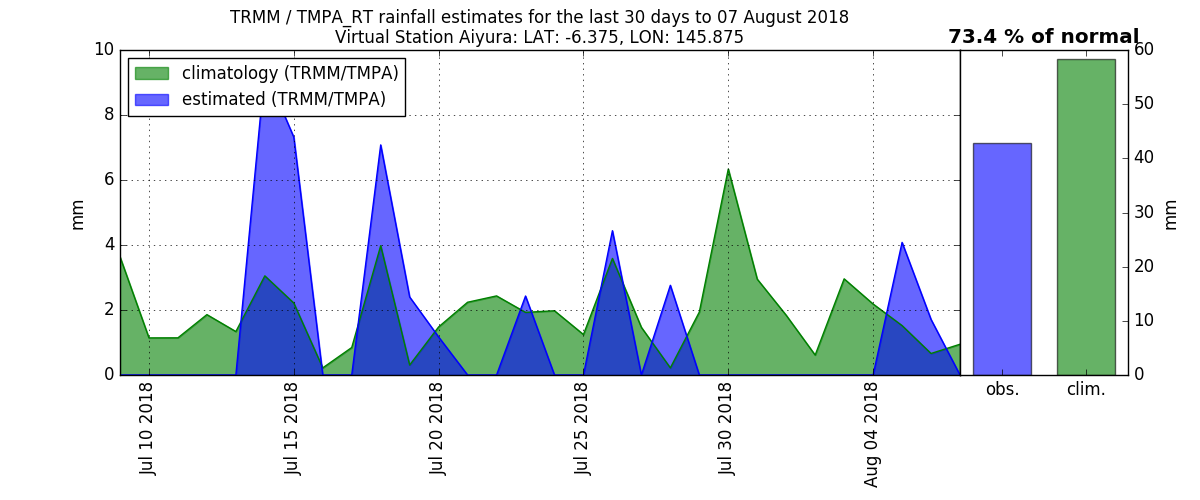 TRMM / TMPA_RT rainfall estimates for the last 30 days to 07 August 2018
Virtual Station Aiyura: LAT: -6.375, LON: 145.875
73.4 % of normal
climatology (TRMM/TMPA)
estimated (TRMM/TMPA)
10
8
6
4
2
0
mm
Jul 10 2018
Jul 15 2018
Jul 20 2018
Jul 25 2018
Jul 30 2018
Aug 04 2018
obs.
clim.
60
50
40
30
20
10
0
mm